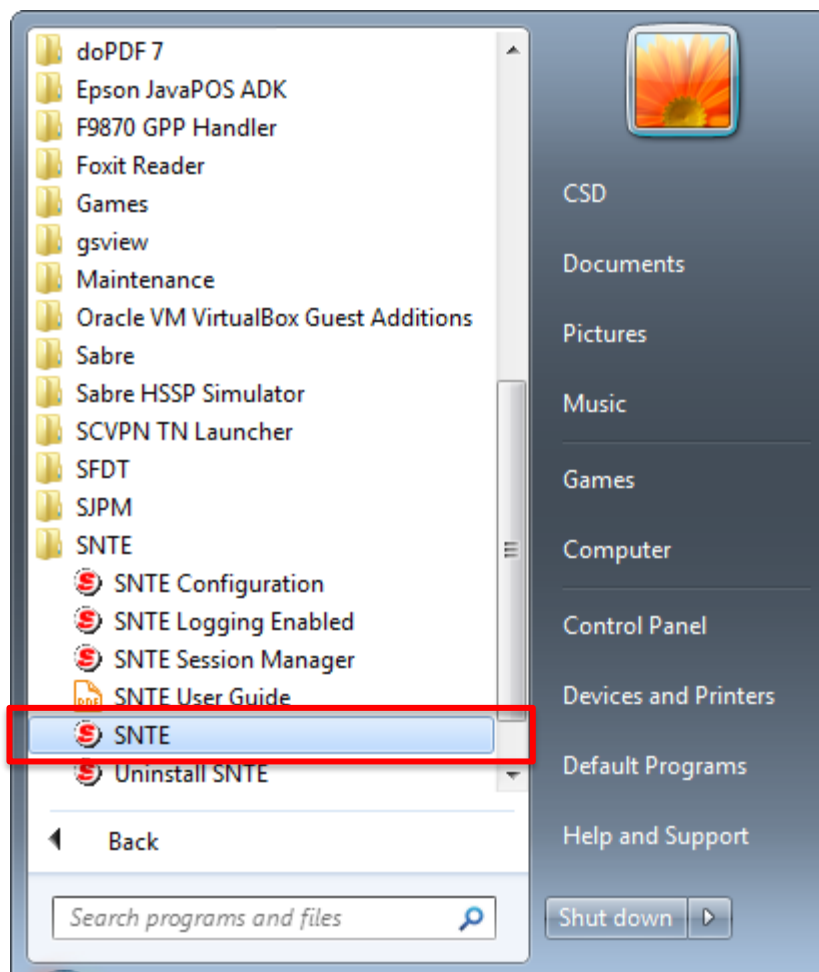 doPDF 7
Epson JavaPOS ADK
F9870 GPP Handler
Foxit Reader
Games
gsview
Maintenance
Oracle VM VirtualBox Guest Additions
Sabre
Sabre HSSP Simulator
SCVPN TN Launcher
SFDT
SJPM
SNTE
SNTE Configuration
SNTE Logging Enabled
SNTE Session Manager
SNTE User Guide
SNTE
Uninstall SNTE
Back
Search programs and files
CSD
Documents
Pictures
Music
Games
Computer
Control Panel
Devices and Printers
Default Programs
Help and Support
Shut down